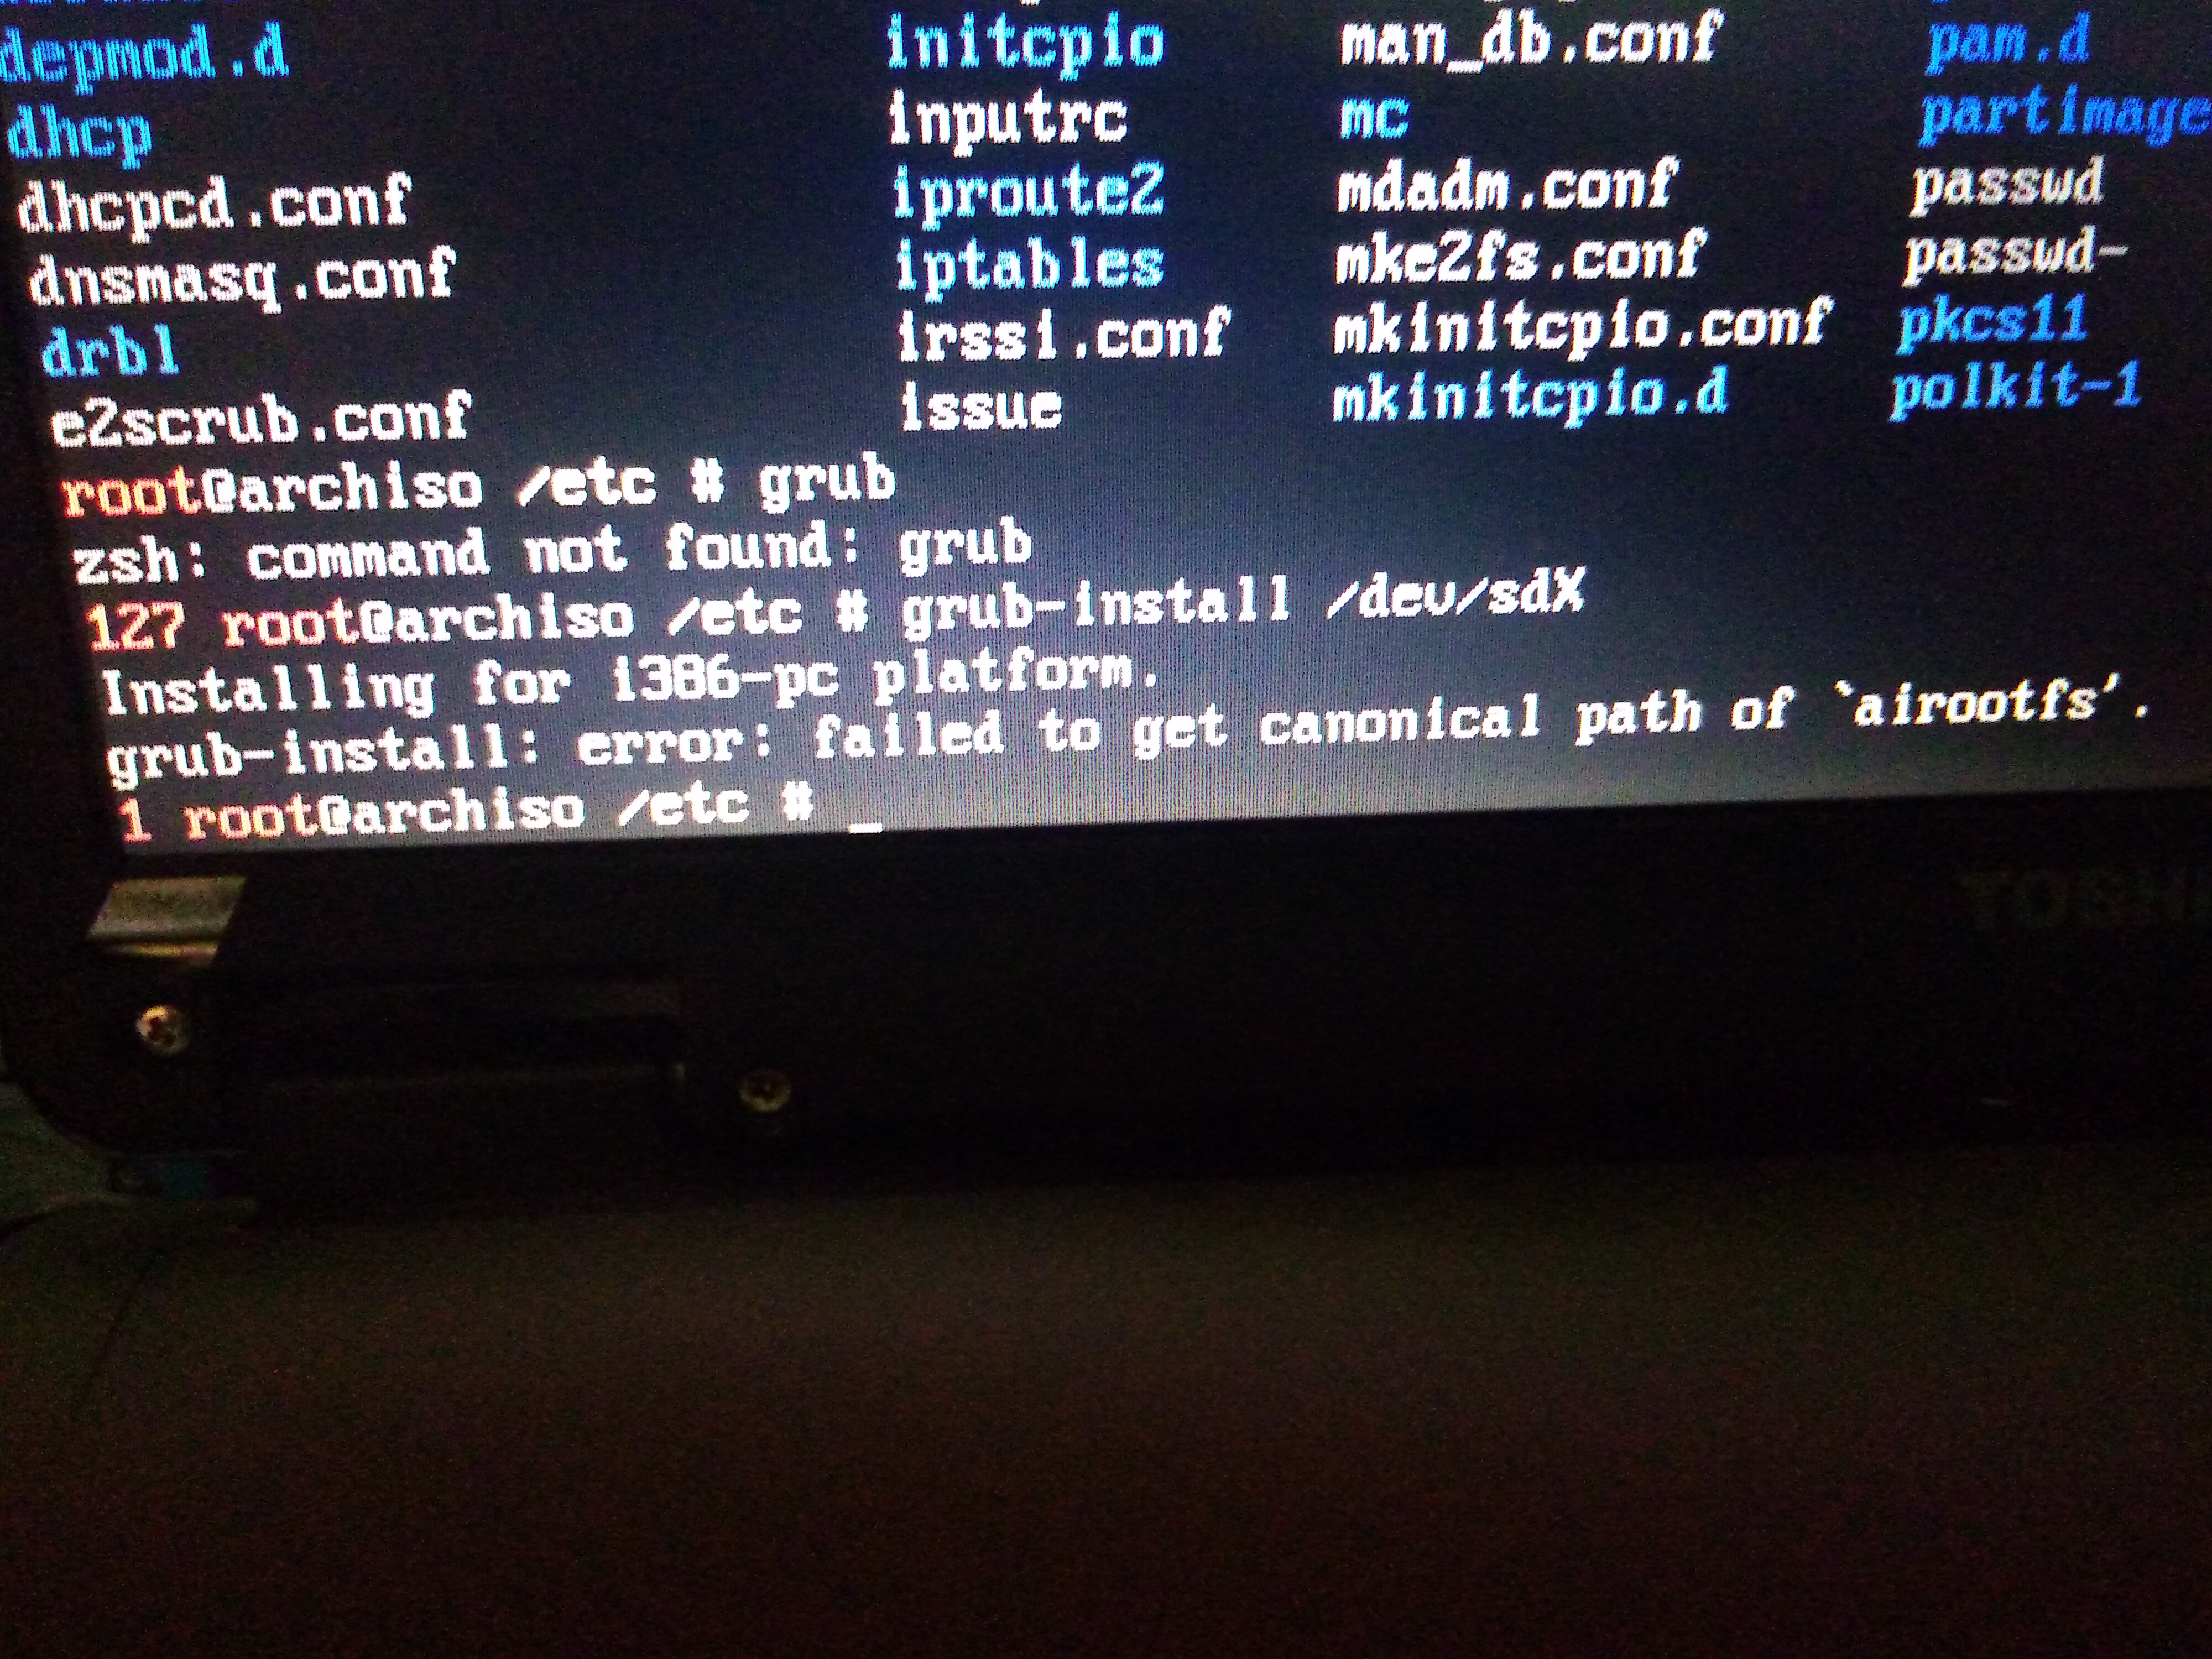 depmod.d initcpio man_db.conf pam.d
dhcp inputrc mc partimage
dhcpcd.conf iproute2 mdadm.conf passwd
dnsmasq.conf iptables mke2fs.conf passwd-
drbl irssi.conf mkinitcpio.conf pkcs11
e2scrub.conf issue mkinitcpio.d polkit-1
root@archiso /etc # grub
zsh: command not found: grub
127 root@archiso /etc # grub-install /dev/sdX
Installing for i386-pc platform.
grub-install: error: failed to get canonical path of `airootfs'.
1 root@archiso /etc # _